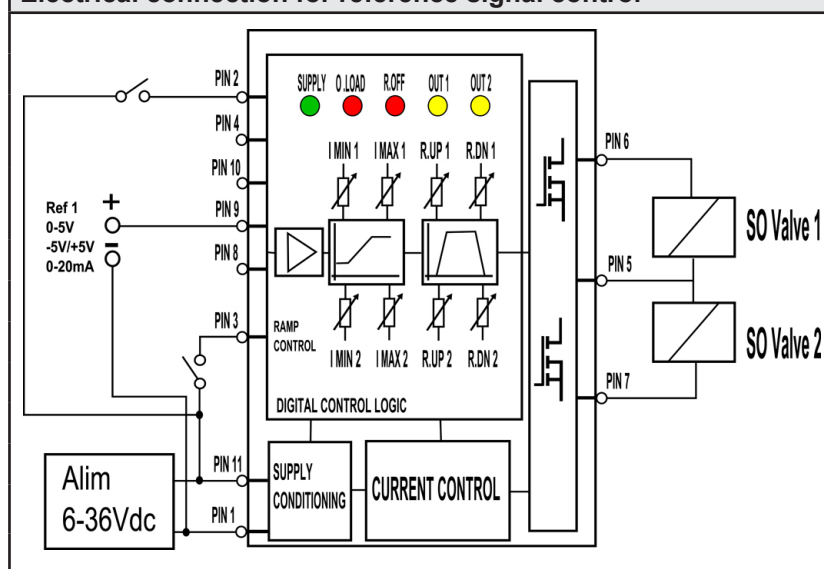 Electrical connection for reference signal control
PIN 2
SUPPLY O .LOAD R.OFF OUT 1 OUT 2
PIN 4
I MIN 1 I MAX 1 R.UP 1 R.DN 1
PIN 6
PIN 10
Ref 1
+
PIN 9
0-5V
-5V/+5V
0-20mA
PIN 8
SO Valve 1
PIN 5
PIN 3
RAMP
CONTROL
I MIN 2 I MAX 2 R.UP 2 R.DN 2
SO Valve 2
PIN 7
DIGITAL CONTROL LOGIC
Alim
6-36Vdc
PIN 11
SUPPLY
CONDITIONING
CURRENT CONTROL
PIN 1